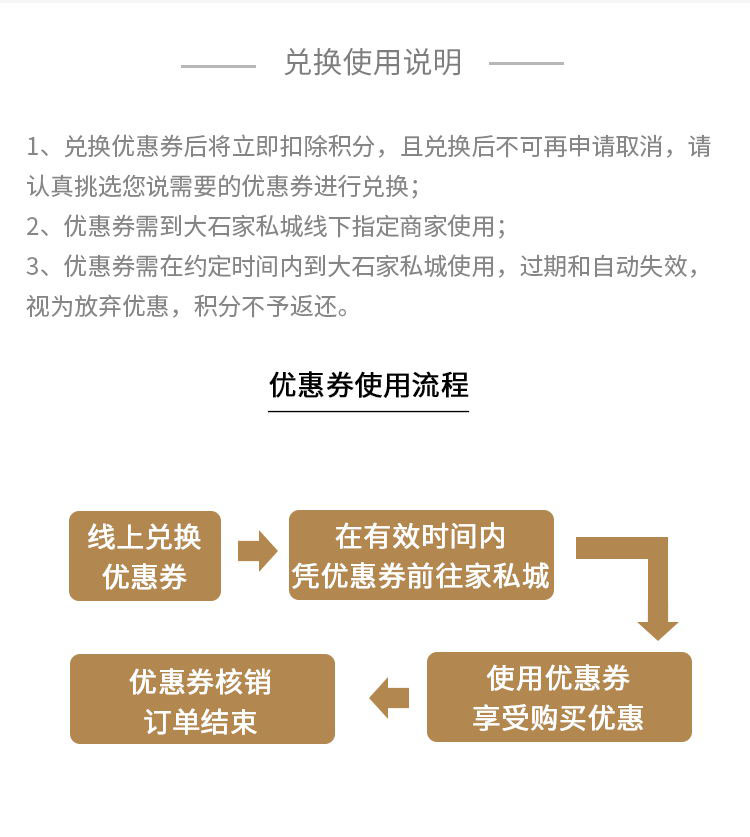 兑换使用说明
1、兑换优惠券后将立即扣除积分，且兑换后不可再申请取消，请
认真挑选您说需要的优惠券进行兑换；
2、优惠券需到大石家私城线下指定商家使用；
3、优惠券需在约定时间内到大石家私城使用，过期和自动失效，
视为放弃优惠，积分不予返还。
优惠券使用流程
线上兑换
优惠券
在有效时间内
凭优惠券前往家私城
使用优惠券
享受购买优惠
优惠券核销
订单结束